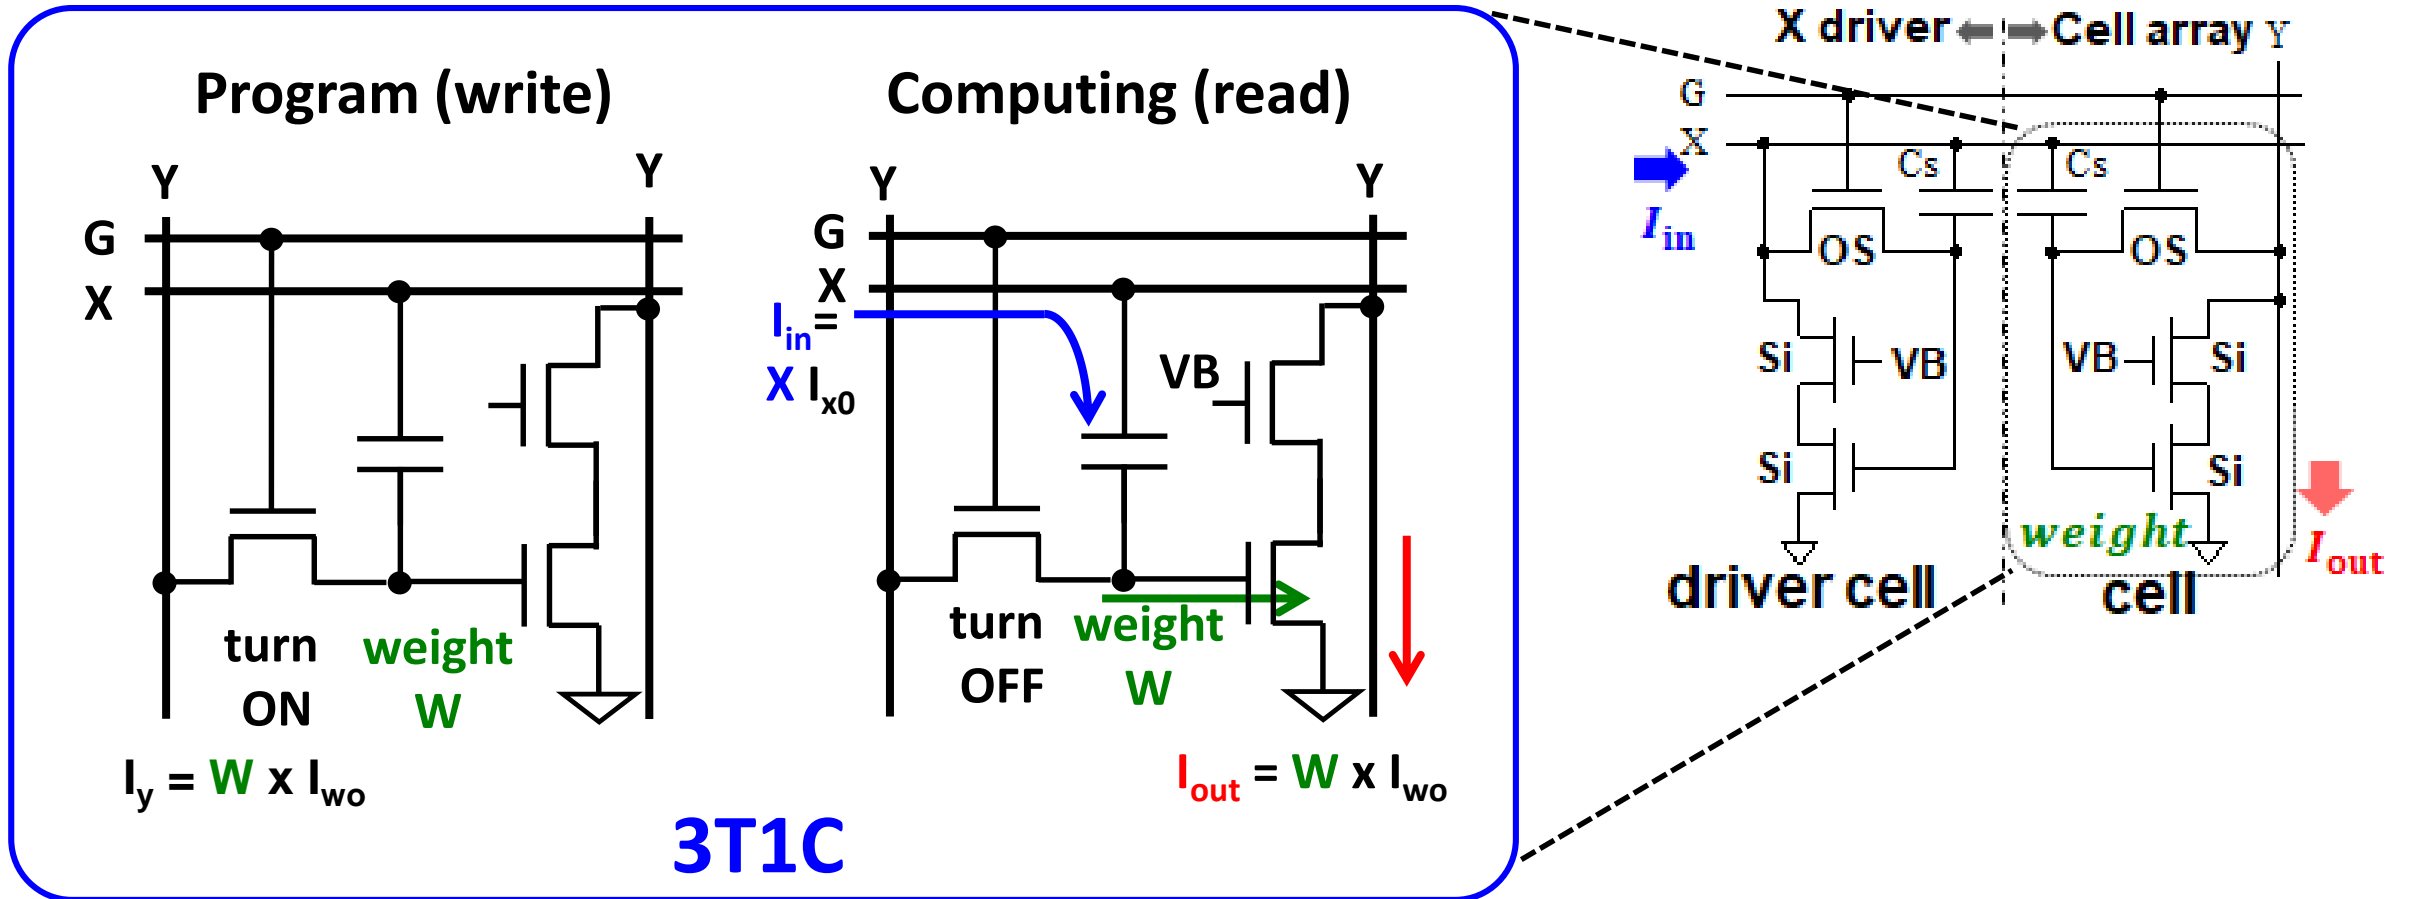 Program (write)
Y
Y
G
X
turn
ON
weight
W
Iy = W x Iwo
Computing (read)
Y
Y
G
X
Iin=
X Ix0
VB
turn
OFF
weight
W
Iout = W x Iwo
3T1C
X driver
Cell array
Y
G
X
Iin
Cs
Cs
OS
OS
Si
VB
VB
Si
Si
Si
weight
Iout
driver cell
cell